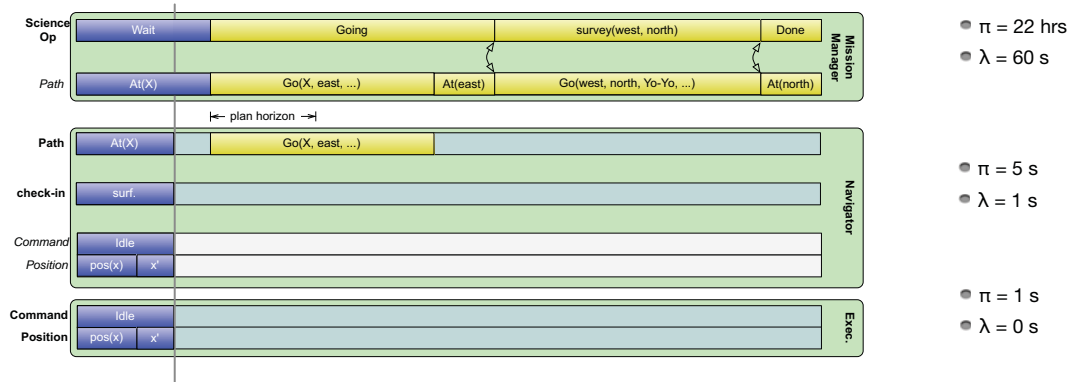 Science Op
Wait
Going
survey(west, north)
Done
Path
At(X)
Go(X, east, ...)
At(east)
Go(west, north, Yo-Yo, ...)
At(north)
Mission Manager
π = 22 hrs
λ = 60 s
plan horizon
Path
At(X)
Go(X, east, ...)
check-in
surf.
Command
Idle
Position
pos(x)
x'
Navigator
π = 5 s
λ = 1 s
Command
Idle
Position
pos(x)
x'
Exec.
π = 1 s
λ = 0 s